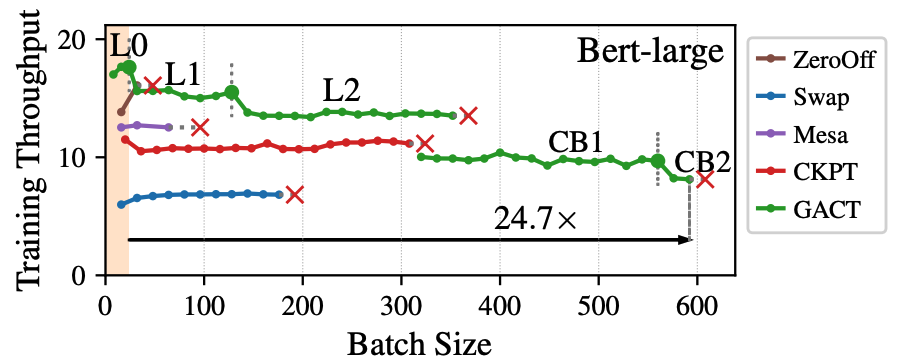 Training Throughput
20
10
0
L0
L1
L2
CB1
CB2
Bert-large
24.7×
0
100
200
300
400
500
600
Batch Size
ZeroOff
Swap
Mesa
CKPT
GACT